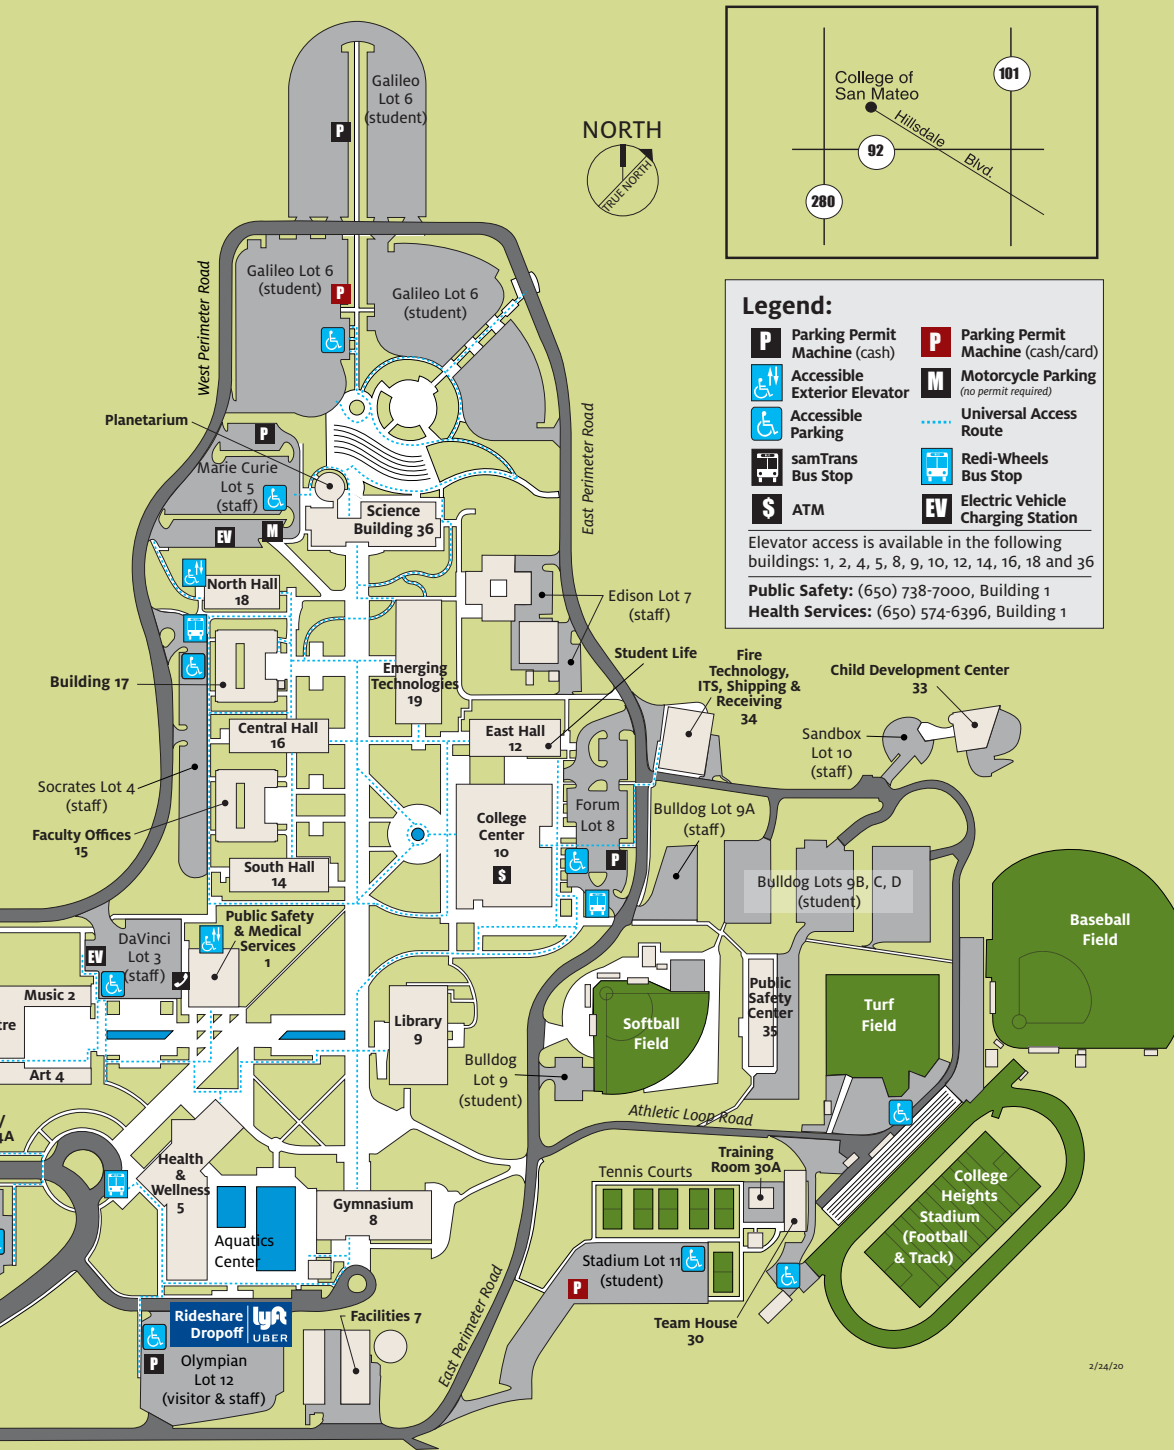 Galileo
Lot 6
(student)
P
NORTH
TRUE NORTH
College of
San Mateo
101
Hillsdale
Blvd.
92
280
West Perimeter Road
Galileo Lot 6
(student)
P
Galileo Lot 6
(student)
Legend:
P
Parking Permit
Machine (cash)
P
Parking Permit
Machine (cash/card)
Accessible
Exterior Elevator
M
Motorcycle Parking
(no permit required)
Accessible
Parking
Universal Access
Route
samTrans
Bus Stop
Redi-Wheels
Bus Stop
$
ATM
EV
Electric Vehicle
Charging Station
Elevator access is available in the following
buildings: 1, 2, 4, 5, 8, 9, 10, 12, 14, 16, 18 and 36
Public Safety: (650) 738-7000, Building 1
Health Services: (650) 574-6396, Building 1
Planetarium
P
Marie Curie
Lot 5
(staff)
EV
M
East Perimeter Road
Science
Building 36
North Hall
18
Edison Lot 7
(staff)
Student Life
Building 17
Emerging
Technologies
19
Fire
Technology,
ITS, Shipping &
Receiving
34
Child Development Center
33
Central Hall
16
East Hall
12
Sandbox
Lot 10
(staff)
Socrates Lot 4
(staff)
Faculty Offices
15
College
Center
10
$
Forum
Lot 8
P
Bulldog Lot 9A
(staff)
South Hall
14
Bulldog Lots 9B, C, D
(student)
Public Safety
& Medical
Services
1
DaVinci
Lot 3
(staff)
EV
Baseball
Field
Music 2
tre
Art 4
Library
9
Softball
Field
Public
Safety
Center
35
Turf
Field
Bulldog
Lot 9
(student)
Athletic Loop Road
y
4A
Health
&
Wellness
5
Gymnasium
8
Aquatics
Center
Training
Room 30A
Tennis Courts
College
Heights
Stadium
(Football
& Track)
Stadium Lot 11
(student)
P
Team House
30
Rideshare
Dropoff
lyft
UBER
Facilities 7
P
Olympian
Lot 12
(visitor & staff)
East Perimeter Road
2/24/20